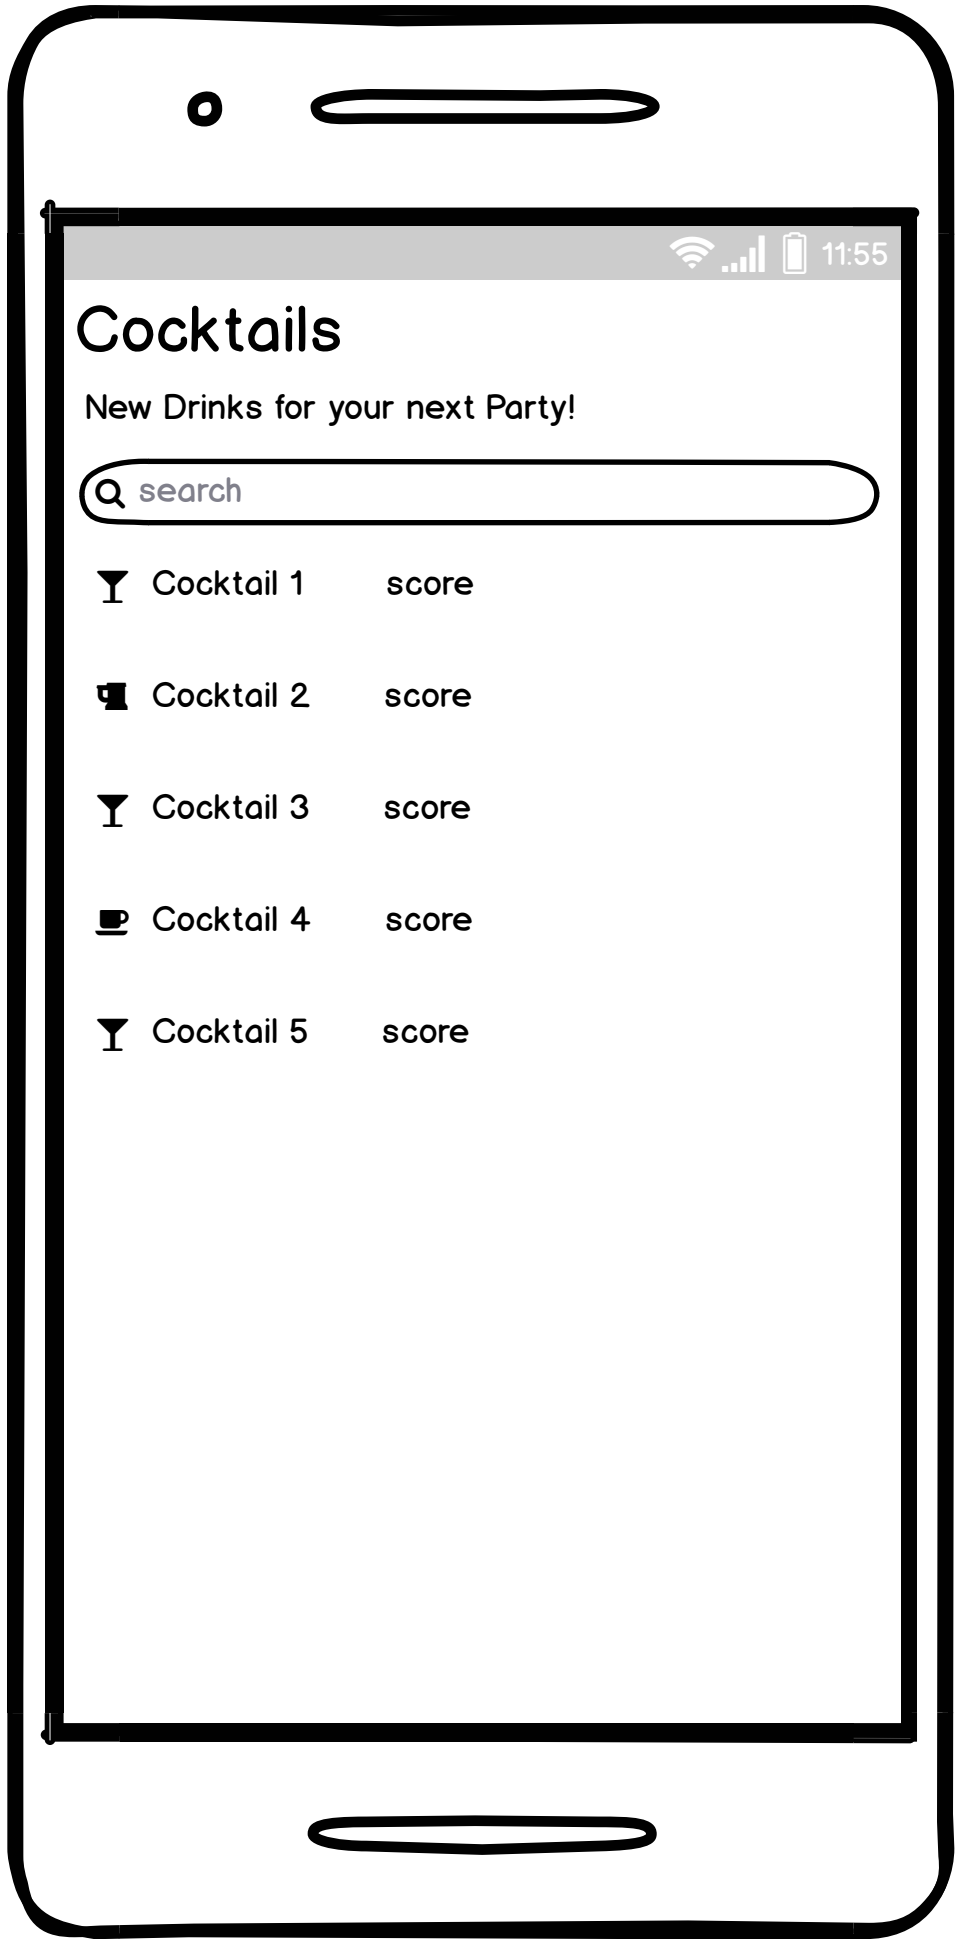 11:55
Cocktails
New Drinks for your next Party!
search
Cocktail 1 score
Cocktail 2 score
Cocktail 3 score
Cocktail 4 score
Cocktail 5 score